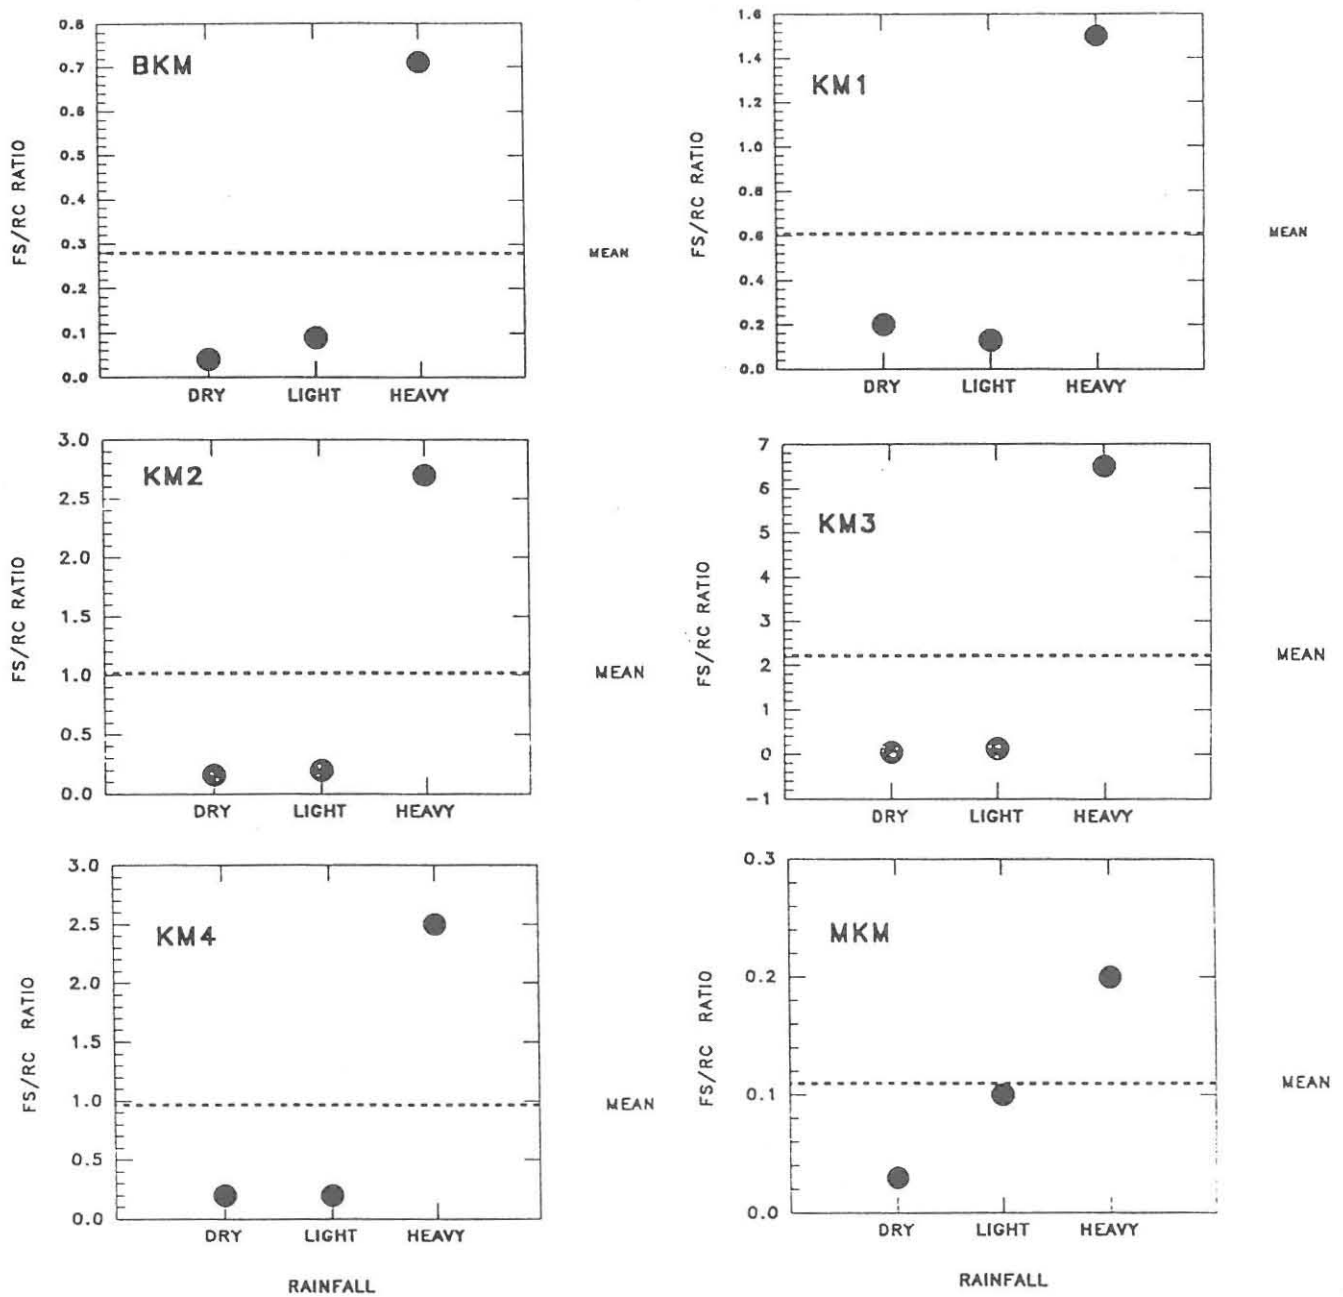 BKM
FS/RC RATIO
0.8
0.7
0.6
0.5
0.4
0.3
0.2
0.1
0.0
MEAN
DRY LIGHT HEAVY
KM1
FS/RC RATIO
1.6
1.4
1.2
1.0
0.8
0.6
0.4
0.2
0.0
MEAN
DRY LIGHT HEAVY
KM2
FS/RC RATIO
3.0
2.5
2.0
1.5
1.0
0.5
0.0
MEAN
DRY LIGHT HEAVY
KM3
FS/RC RATIO
7
6
5
4
3
2
1
0
-1
MEAN
DRY LIGHT HEAVY
KM4
FS/RC RATIO
3.0
2.5
2.0
1.5
1.0
0.5
0.0
MEAN
DRY LIGHT HEAVY
RAINFALL
MKM
FS/RC RATIO
0.3
0.2
0.1
0.0
MEAN
DRY LIGHT HEAVY
RAINFALL